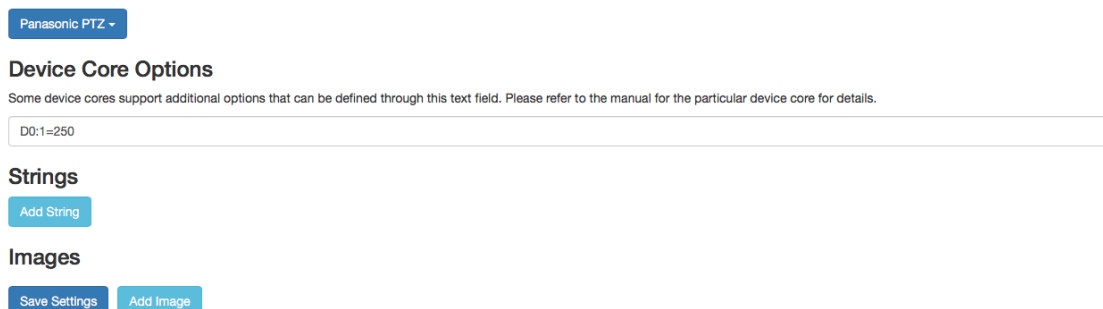 Panasonic PTZ
Device Core Options
Some device cores support additional options that can be defined through this text field. Please refer to the manual for the particular device core for details.
D0:1=250
Strings
Add String
Images
Save Settings Add Image